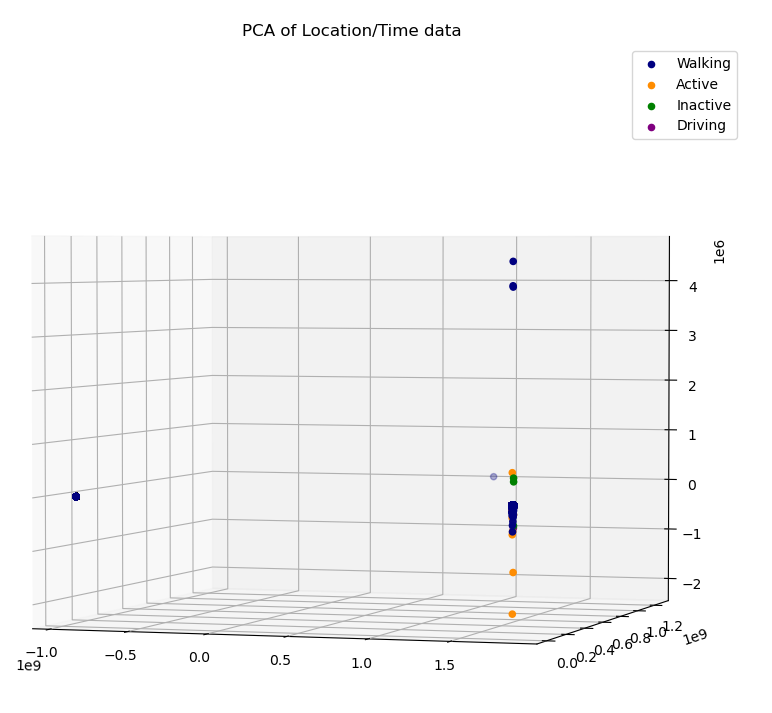 PCA of Location/Time data
Walking
Active
Inactive
Driving
1e6
4
3
2
1
0
−1
−2
−1.0
−0.5
0.0
0.5
1.0
1.5
1e9
0.0
0.2
0.4
0.6
0.8
1.0
1.2
1e9